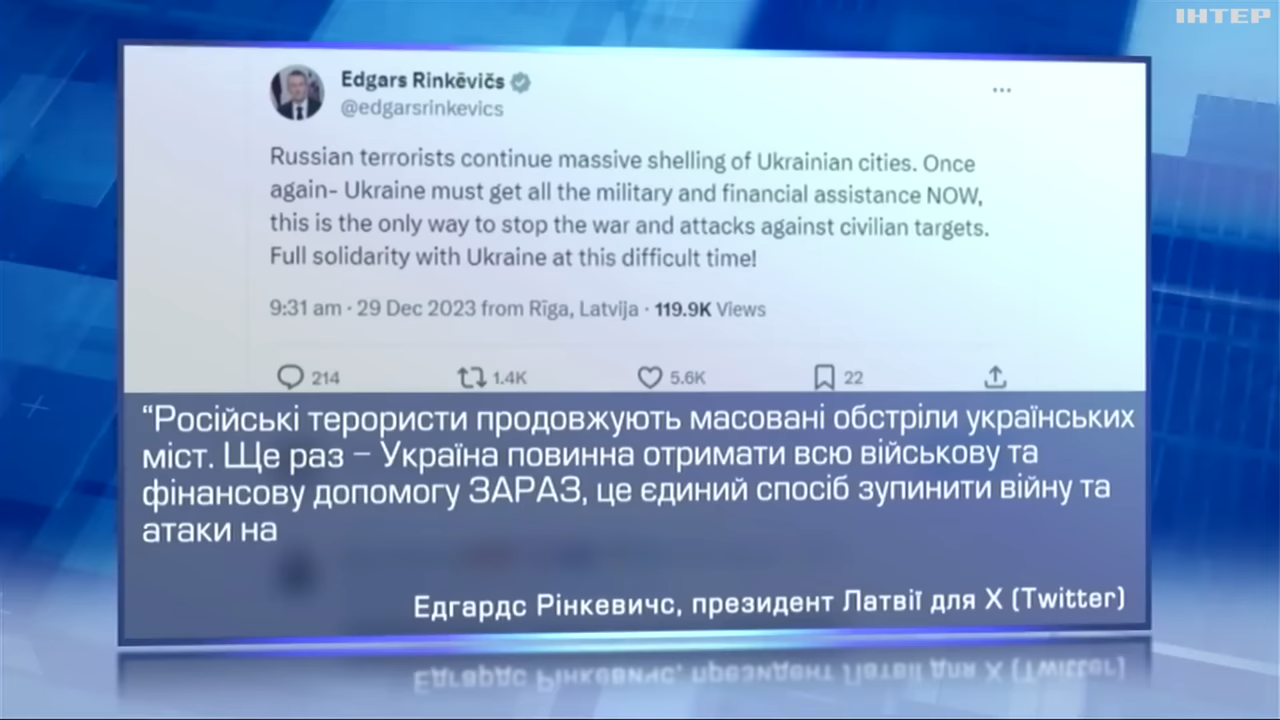 ІНТЕР
Edgars Rinkēvičs
@edgarsrinkevics
Russian terrorists continue massive shelling of Ukrainian cities. Once
again- Ukraine must get all the military and financial assistance NOW,
this is the only way to stop the war and attacks against civilian targets.
Full solidarity with Ukraine at this difficult time!
9:31 am · 29 Dec 2023 from Rīga, Latvija · 119.9K Views
214 1.4K 5.6K 22
“Російські терористи продовжують масовані обстріли українських
міст. Ще раз – Україна повинна отримати всю військову та
фінансову допомогу ЗАРАЗ, це єдиний спосіб зупинити війну та
атаки на
Едгардс Рінкевичс, президент Латвії для X (Twitter)